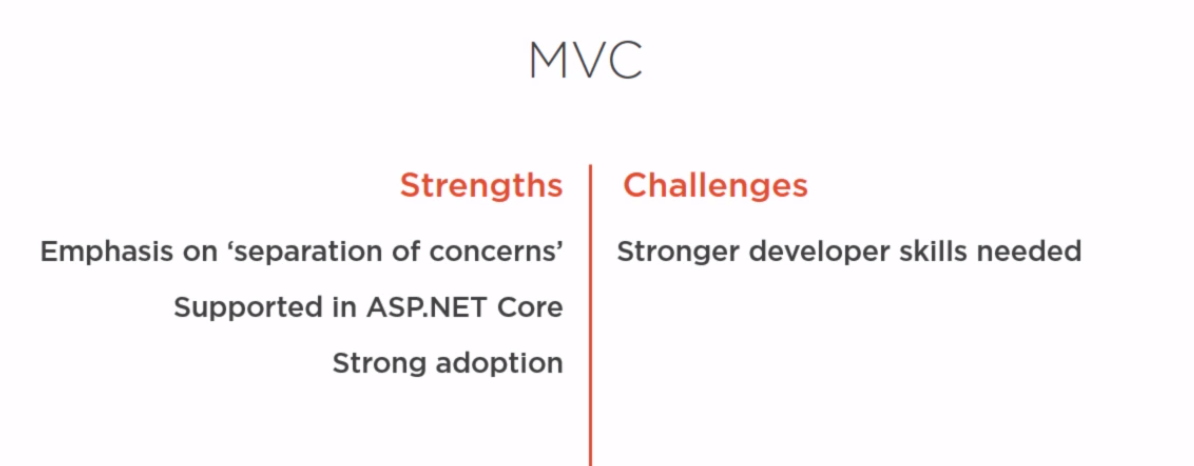 MVC
Strengths
Emphasis on ‘separation of concerns’
Supported in ASP.NET Core
Strong adoption
Challenges
Stronger developer skills needed